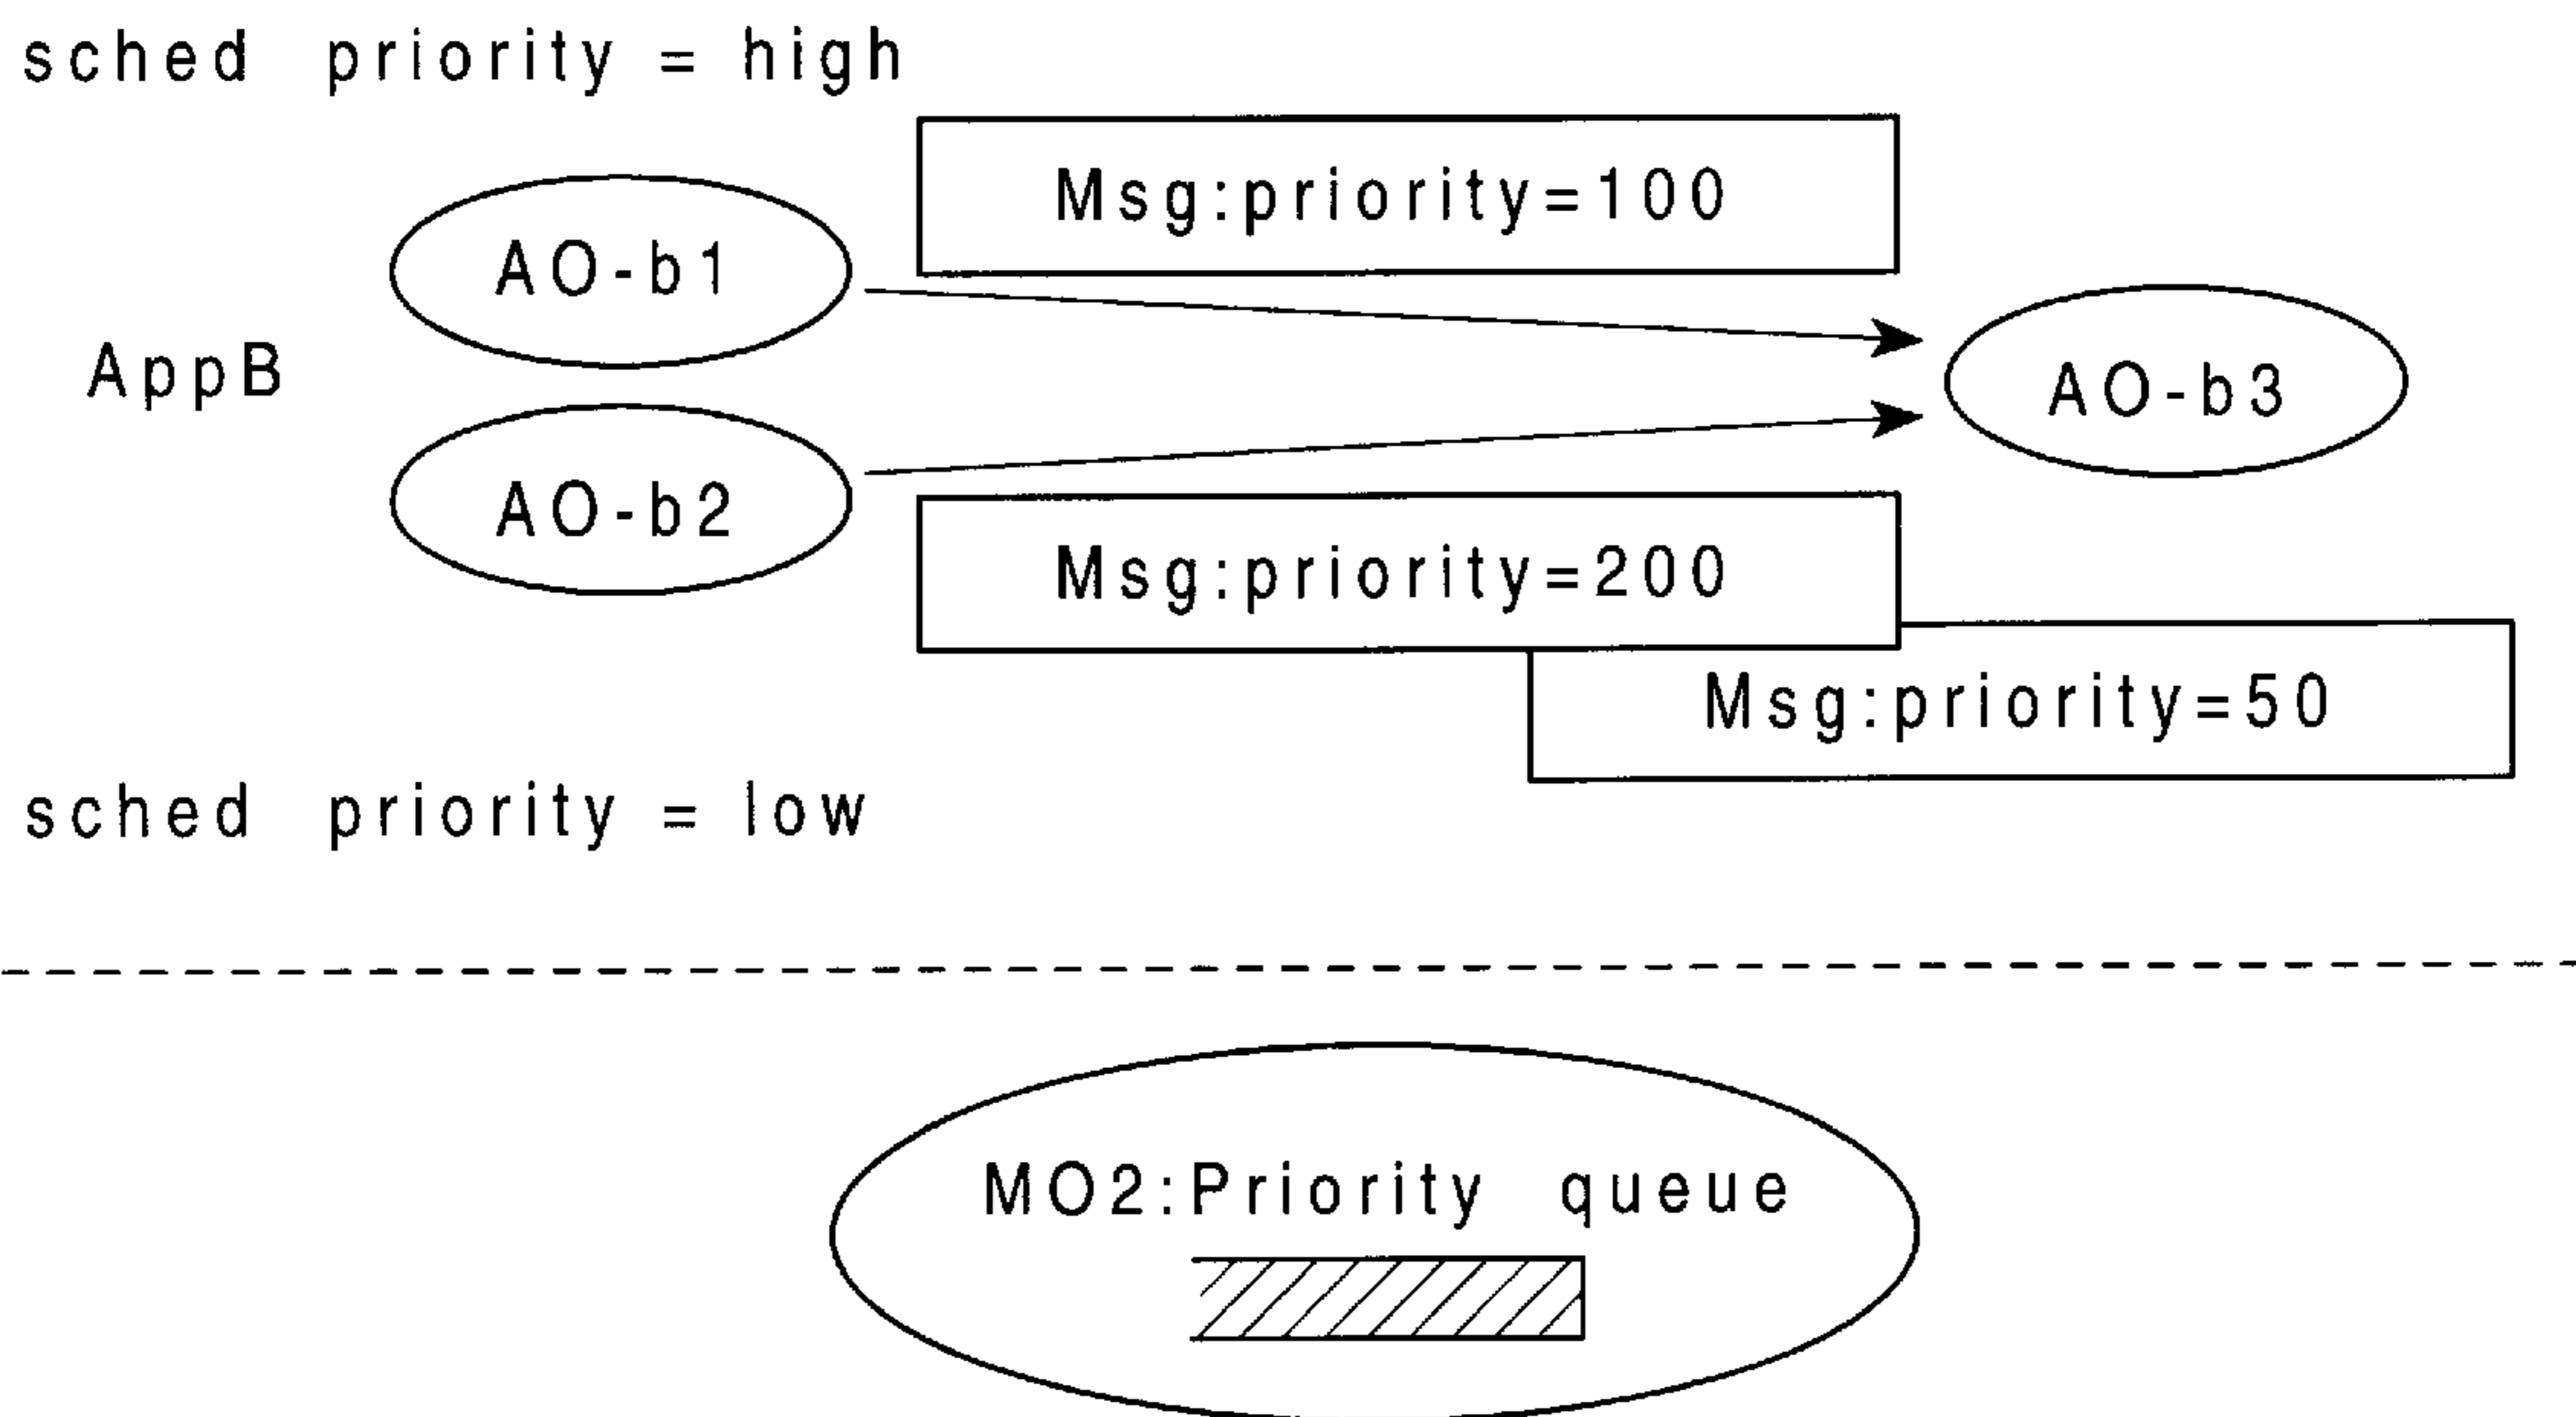 sched priority = high
Msg:priority=100
AO-b1
AppB
AO-b3
AO-b2
Msg:priority=200
Msg:priority=50
sched priority = low
MO2:Priority queue